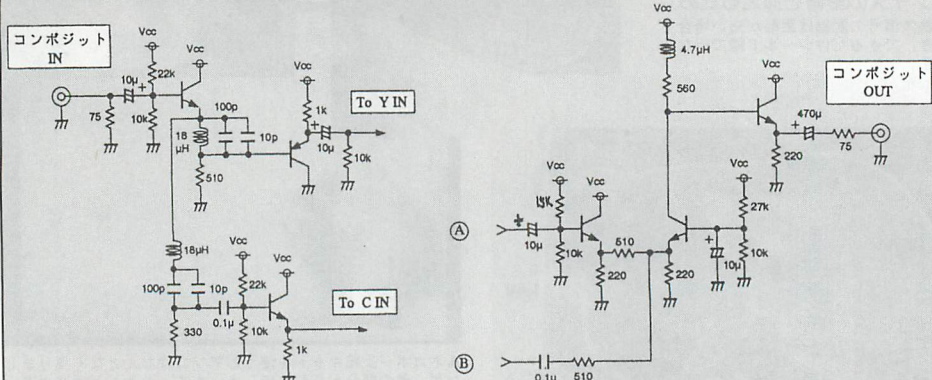 コンポジット
IN
Vcc
22k
10μ
+
75
10k
Vcc
100p
10p
18
μH
510
Vcc
1k
+
10μ
10k
To Y IN
18μH
100p
10p
330
0.1μ
Vcc
22k
10k
Vcc
1k
To C IN
Vcc
4.7μH
560
Vcc
コンポジット
OUT
470μ
+
75
220
Vcc
27k
10k
+
10μ
Ⓐ
+
10μ
Vcc
10k
Vcc
510
220
220
Ⓑ
0.1μ
510